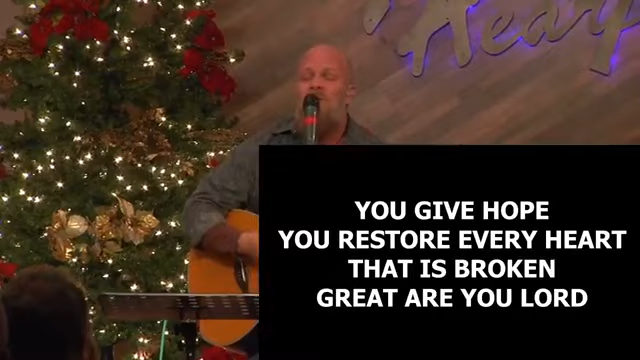 YOU GIVE HOPE
YOU RESTORE EVERY HEART
THAT IS BROKEN
GREAT ARE YOU LORD